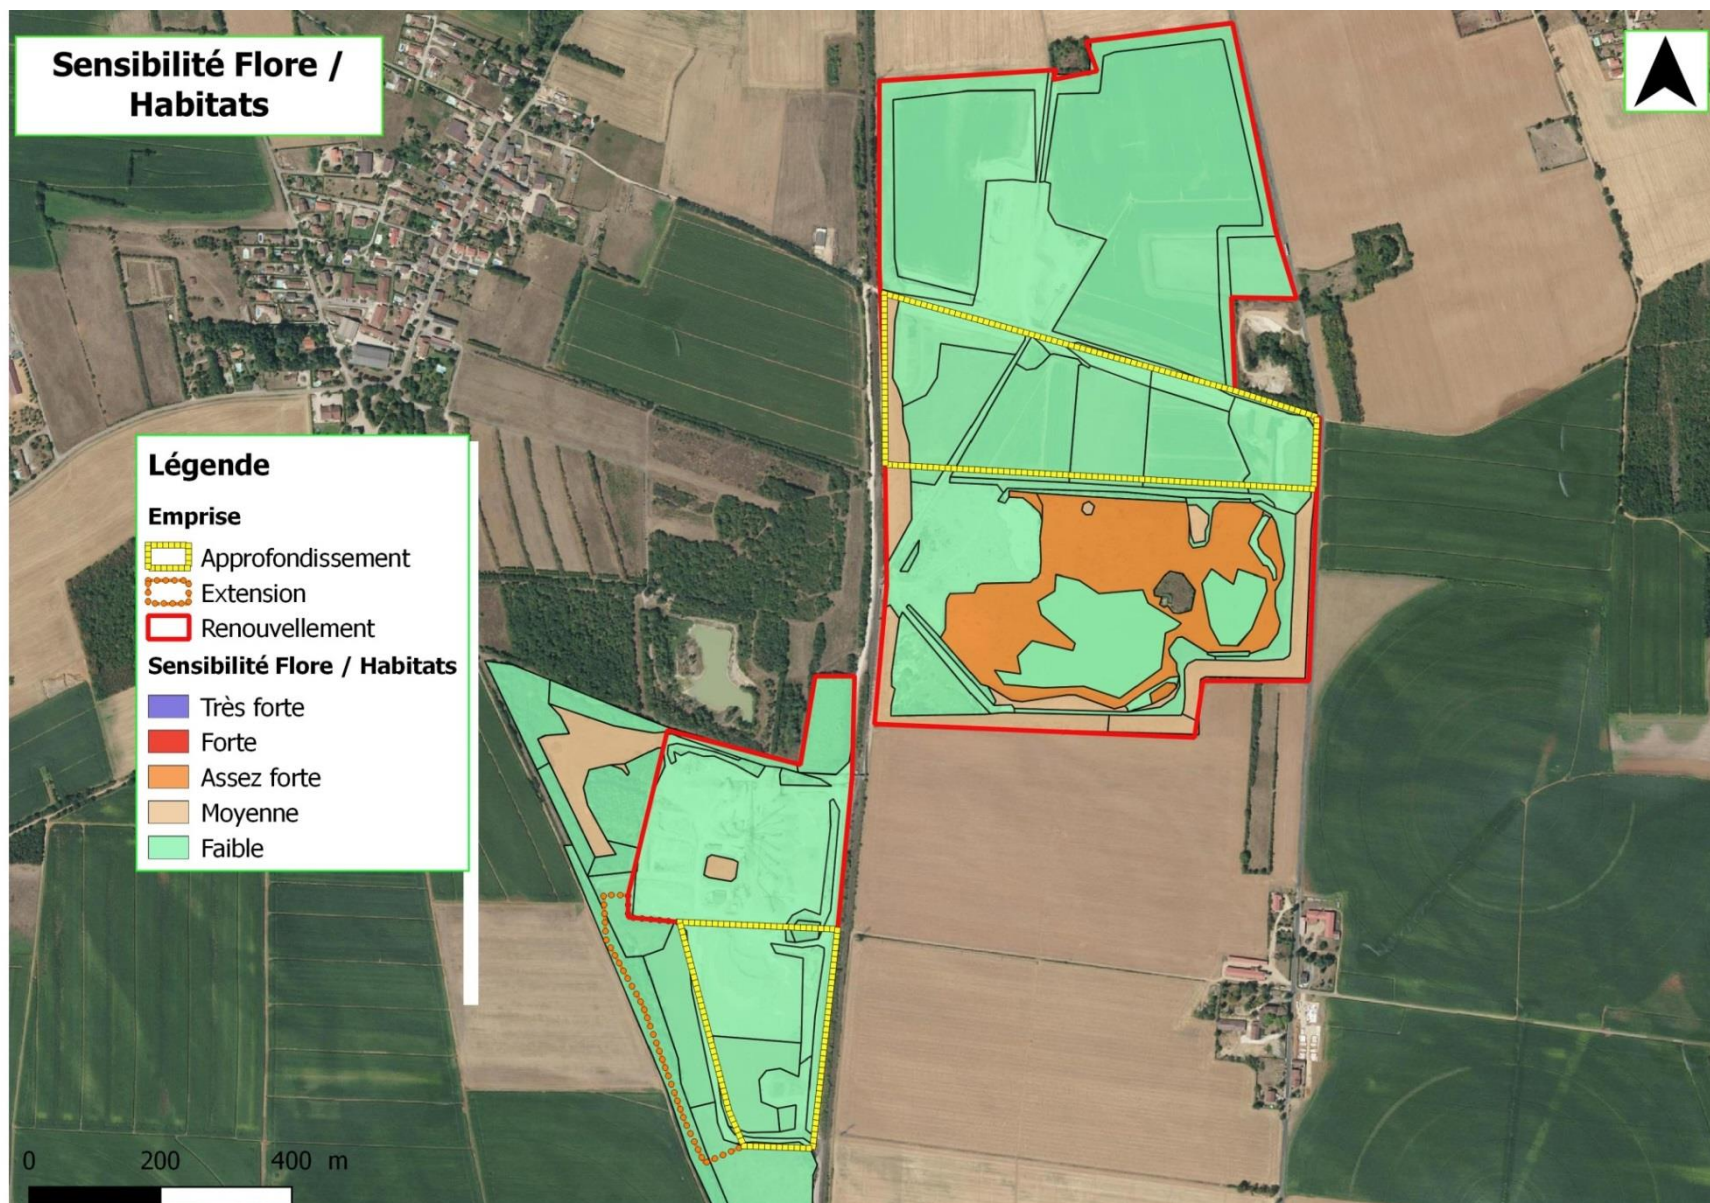 Sensibilité Flore /
Habitats
Légende
Emprise
Approfondissement
Extension
Renouvellement
Sensibilité Flore / Habitats
Très forte
Forte
Assez forte
Moyenne
Faible
0 200 400 m